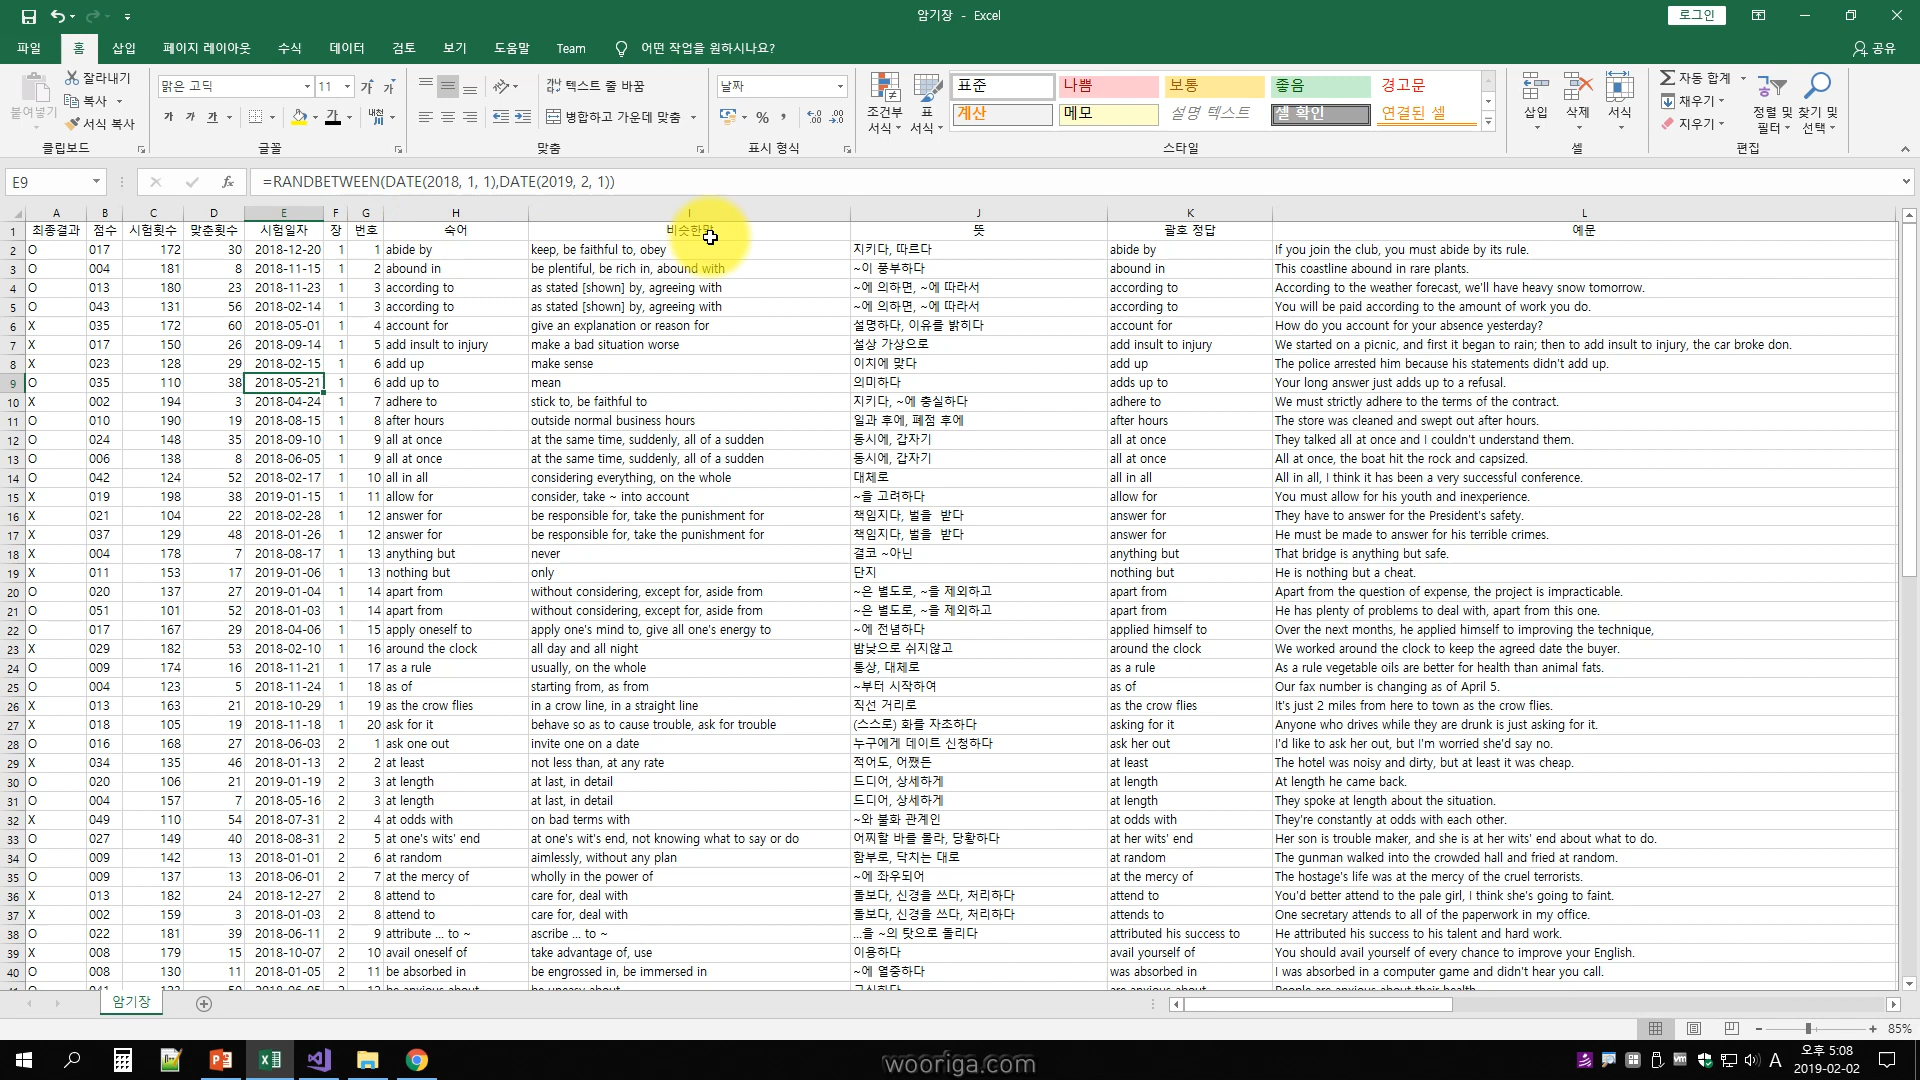 암기장 - Excel
로그인
파일 홈 삽입 페이지 레이아웃 수식 데이터 검토 보기 도움말 Team 어떤 작업을 원하시나요? 공유
붙여넣기 잘라내기 복사 서식 복사 클립보드
맑은 고딕 11 가 가 가 가 가 가 내천 글꼴
텍스트 줄 바꿈 병합하고 가운데 맞춤 맞춤
날짜 % 표시 형식
조건부 서식 표 서식 표준 나쁨 보통 좋음 경고문
계산 메모 설명 텍스트 셀 확인 연결된 셀 스타일
삽입 삭제 서식 셀
자동 합계 채우기 지우기 정렬 및 필터 찾기 및 선택 편집
E9 fx =RANDBETWEEN(DATE(2018, 1, 1),DATE(2019, 2, 1))
A B C D E F G H I J K L
1 최종결과 점수 시험횟수 맞춘횟수 시험일자 장 번호 숙어 비슷한말 뜻 괄호 정답 예문
2 O 017 172 30 2018-12-20 1 1 abide by keep, be faithful to, obey 지키다, 따르다 abide by If you join the club, you must abide by its rule.
3 O 004 181 8 2018-11-15 1 2 abound in be plentiful, be rich in, abound with ~이 풍부하다 abound in This coastline abound in rare plants.
4 O 013 180 23 2018-11-23 1 3 according to as stated [shown] by, agreeing with ~에 의하면, ~에 따라서 according to According to the weather forecast, we'll have heavy snow tomorrow.
5 O 043 131 56 2018-02-14 1 3 according to as stated [shown] by, agreeing with ~에 의하면, ~에 따라서 according to You will be paid according to the amount of work you do.
6 X 035 172 60 2018-05-01 1 4 account for give an explanation or reason for 설명하다, 이유를 밝히다 account for How do you account for your absence yesterday?
7 X 017 150 26 2018-09-14 1 5 add insult to injury make a bad situation worse 설상 가상으로 add insult to injury We started on a picnic, and first it began to rain; then to add insult to injury, the car broke don.
8 X 023 128 29 2018-02-15 1 6 add up make sense 이치에 맞다 add up The police arrested him because his statements didn't add up.
9 O 035 110 38 2018-05-21 1 6 add up to mean 의미하다 adds up to Your long answer just adds up to a refusal.
10 X 002 194 3 2018-04-24 1 7 adhere to stick to, be faithful to 지키다, ~에 충실하다 adhere to We must strictly adhere to the terms of the contract.
11 O 010 190 19 2018-08-15 1 8 after hours outside normal business hours 일과 후에, 폐점 후에 after hours The store was cleaned and swept out after hours.
12 O 024 148 35 2018-09-10 1 9 all at once at the same time, suddenly, all of a sudden 동시에, 갑자기 all at once They talked all at once and I couldn't understand them.
13 O 006 138 8 2018-06-05 1 9 all at once at the same time, suddenly, all of a sudden 동시에, 갑자기 all at once All at once, the boat hit the rock and capsized.
14 O 042 124 52 2018-02-17 1 10 all in all considering everything, on the whole 대체로 all in all All in all, I think it has been a very successful conference.
15 X 019 198 38 2019-01-15 1 11 allow for consider, take ~ into account ~을 고려하다 allow for You must allow for his youth and inexperience.
16 X 021 104 22 2018-02-28 1 12 answer for be responsible for, take the punishment for 책임지다, 벌을 받다 answer for They have to answer for the President's safety.
17 X 037 129 48 2018-01-26 1 12 answer for be responsible for, take the punishment for 책임지다, 벌을 받다 answer for He must be made to answer for his terrible crimes.
18 X 004 178 7 2018-08-17 1 13 anything but never 결코 ~아닌 anything but That bridge is anything but safe.
19 X 011 153 17 2019-01-06 1 13 nothing but only 단지 nothing but He is nothing but a cheat.
20 O 020 137 27 2019-01-04 1 14 apart from without considering, except for, aside from ~은 별도로, ~을 제외하고 apart from Apart from the question of expense, the project is impracticable.
21 O 051 101 52 2018-01-03 1 14 apart from without considering, except for, aside from ~은 별도로, ~을 제외하고 apart from He has plenty of problems to deal with, apart from this one.
22 O 017 167 29 2018-04-06 1 15 apply oneself to apply one's mind to, give all one's energy to ~에 전념하다 applied himself to Over the next months, he applied himself to improving the technique,
23 X 029 182 53 2018-02-10 1 16 around the clock all day and all night 밤낮으로 쉬지않고 around the clock We worked around the clock to keep the agreed date the buyer.
24 O 009 174 16 2018-11-21 1 17 as a rule usually, on the whole 통상, 대체로 as a rule As a rule vegetable oils are better for health than animal fats.
25 O 004 123 5 2018-11-24 1 18 as of starting from, as from ~부터 시작하여 as of Our fax number is changing as of April 5.
26 X 013 163 21 2018-10-29 1 19 as the crow flies in a crow line, in a straight line 직선 거리로 as the crow flies It's just 2 miles from here to town as the crow flies.
27 X 018 105 19 2018-11-18 1 20 ask for it behave so as to cause trouble, ask for trouble (스스로) 화를 자초하다 asking for it Anyone who drives while they are drunk is just asking for it.
28 O 016 168 27 2018-06-03 2 1 ask one out invite one on a date 누구에게 데이트 신청하다 ask her out I'd like to ask her out, but I'm worried she'd say no.
29 X 034 135 46 2018-01-13 2 2 at least not less than, at any rate 적어도, 어쨌든 at least The hotel was noisy and dirty, but at least it was cheap.
30 O 020 106 21 2019-01-19 2 3 at length at last, in detail 드디어, 상세하게 at length At length he came back.
31 O 004 157 7 2018-05-16 2 3 at length at last, in detail 드디어, 상세하게 at length They spoke at length about the situation.
32 X 049 110 54 2018-07-31 2 4 at odds with on bad terms with ~와 불화 관계인 at odds with They're constantly at odds with each other.
33 O 027 149 40 2018-08-31 2 5 at one's wits' end at one's wit's end, not knowing what to say or do 어찌할 바를 몰라, 당황하다 at her wits' end Her son is trouble maker, and she is at her wits' end about what to do.
34 O 009 142 13 2018-01-01 2 6 at random aimlessly, without any plan 함부로, 닥치는 대로 at random The gunman walked into the crowded hall and fried at random.
35 O 009 137 13 2018-06-01 2 7 at the mercy of wholly in the power of ~에 좌우되어 at the mercy of The hostage's life was at the mercy of the cruel terrorists.
36 X 013 182 24 2018-12-27 2 8 attend to care for, deal with 돌보다, 신경을 쓰다, 처리하다 attend to You'd better attend to the pale girl, I think she's going to faint.
37 X 002 159 3 2018-01-03 2 8 attend to care for, deal with 돌보다, 신경을 쓰다, 처리하다 attends to One secretary attends to all of the paperwork in my office.
38 O 022 181 39 2018-06-11 2 9 attribute ... to ~ ascribe ... to ~ ...을 ~의 탓으로 돌리다 attributed his success to He attributed his success to his talent and hard work.
39 X 008 179 15 2018-10-07 2 10 avail oneself of take advantage of, use 이용하다 avail yourself of You should avail yourself of every chance to improve your English.
40 O 008 130 11 2018-01-05 2 11 be absorbed in be engrossed in, be immersed in ~에 열중하다 was absorbed in I was absorbed in a computer game and didn't hear you call.
암기장
85%
wooriga.com
A 오후 5:08
2019-02-02